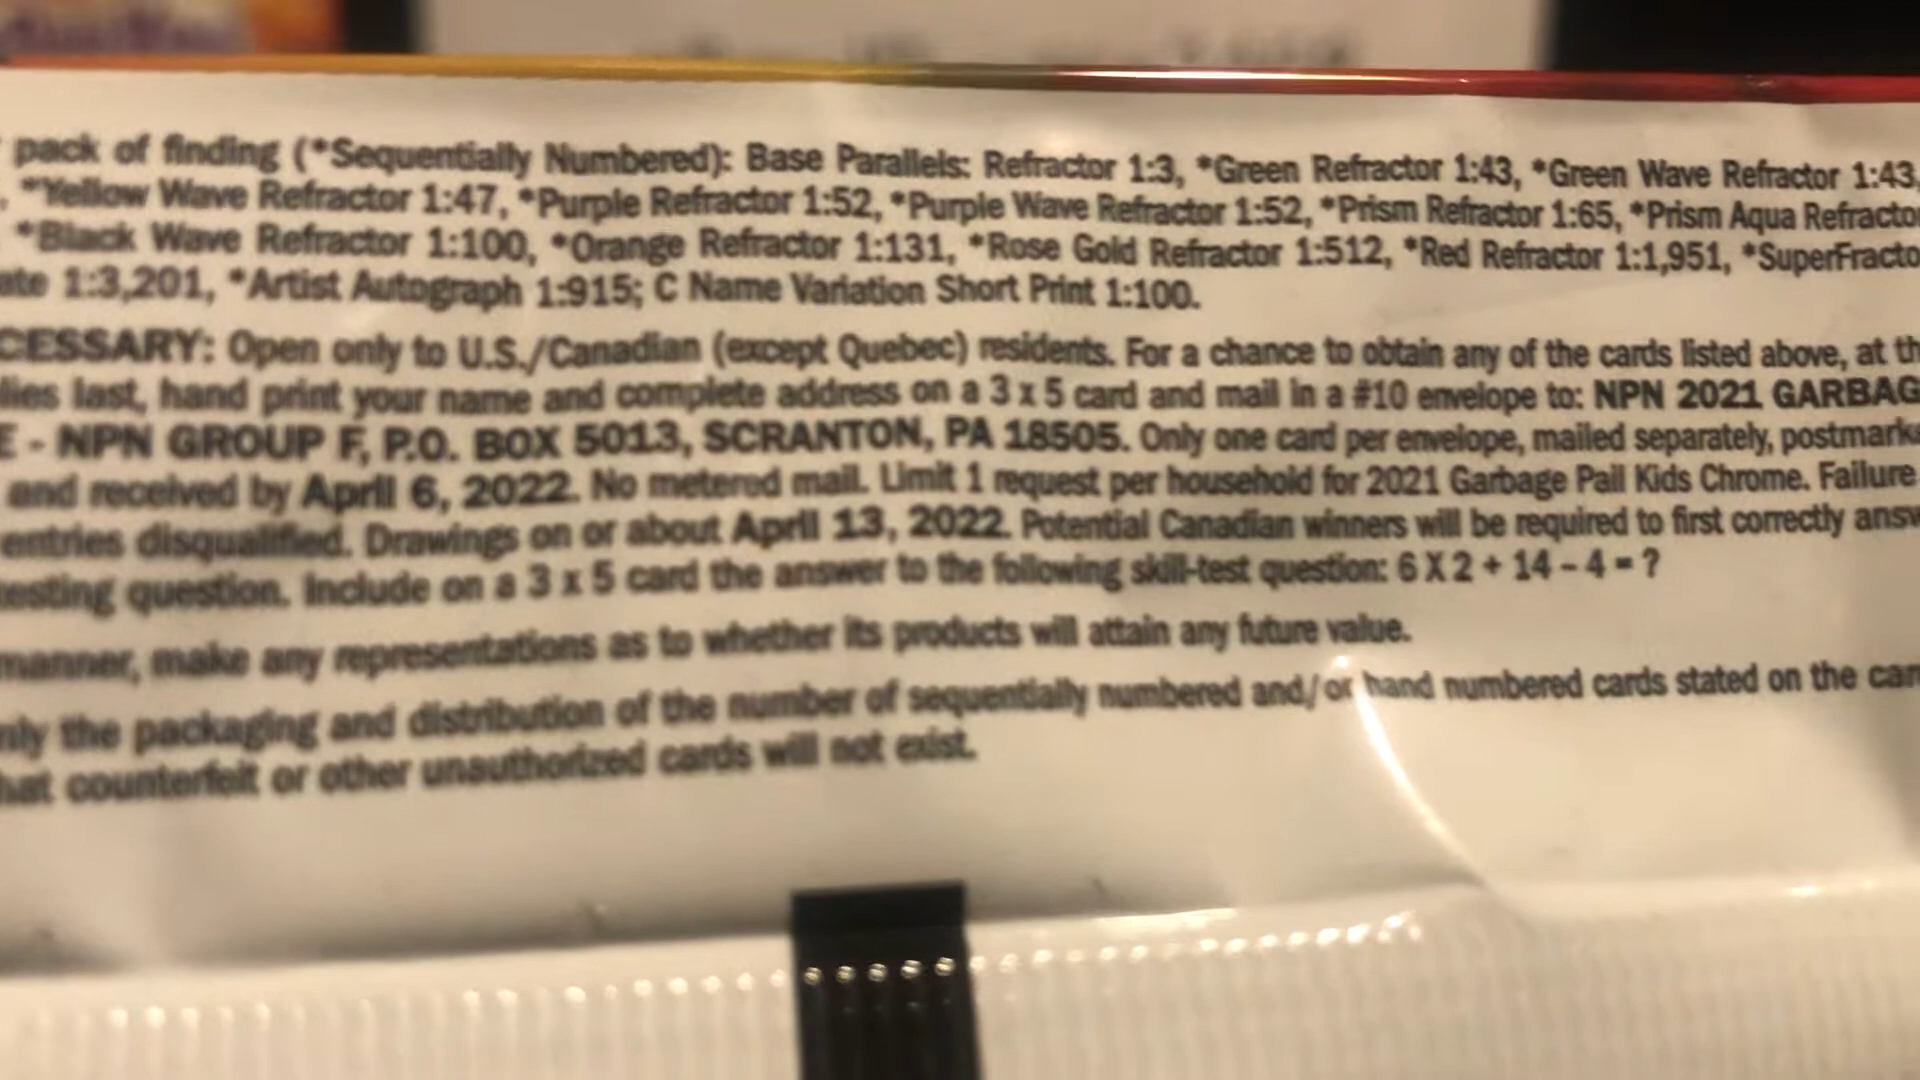 pack of finding (*Sequentially Numbered): Base Parallels: Refractor 1:3, *Green Refractor 1:43, *Green Wave Refractor 1:43,
, *Yellow Wave Refractor 1:47, *Purple Refractor 1:52, *Purple Wave Refractor 1:52, *Prism Refractor 1:65, *Prism Aqua Refractor
*Black Wave Refractor 1:100, *Orange Refractor 1:131, *Rose Gold Refractor 1:512, *Red Refractor 1:1,951, *SuperFracto
ate 1:3,201, *Artist Autograph 1:915; C Name Variation Short Print 1:100.
CESSARY: Open only to U.S./Canadian (except Quebec) residents. For a chance to obtain any of the cards listed above, at th
lies last, hand print your name and complete address on a 3 x 5 card and mail in a #10 envelope to: NPN 2021 GARBAG
E - NPN GROUP F, P.O. BOX 5013, SCRANTON, PA 18505. Only one card per envelope, mailed separately, postmarke
and received by April 6, 2022. No metered mail. Limit 1 request per household for 2021 Garbage Pail Kids Chrome. Failure
entries disqualified. Drawings on or about April 13, 2022. Potential Canadian winners will be required to first correctly answ
testing question. Include on a 3 x 5 card the answer to the following skill-test question: 6 X 2 + 14 – 4 = ?
manner, make any representations as to whether its products will attain any future value.
nly the packaging and distribution of the number of sequentially numbered and/or hand numbered cards stated on the car
hat counterfeit or other unauthorized cards will not exist.